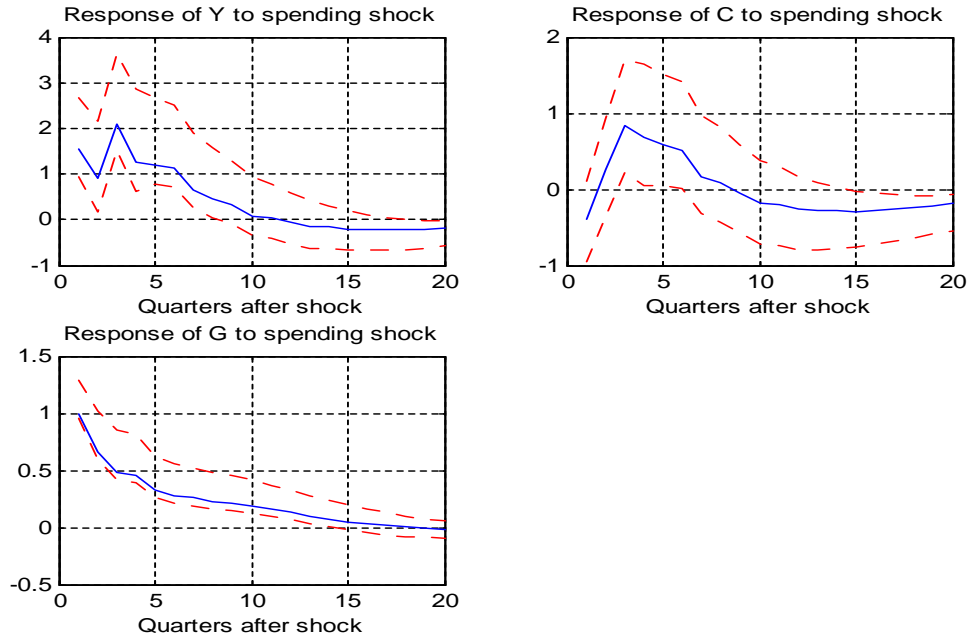 Response of Y to spending shock
4
3
2
1
0
-1
0 5 10 15 20
Quarters after shock
Response of C to spending shock
2
1
0
-1
0 5 10 15 20
Quarters after shock
Response of G to spending shock
1.5
1
0.5
0
-0.5
0 5 10 15 20
Quarters after shock